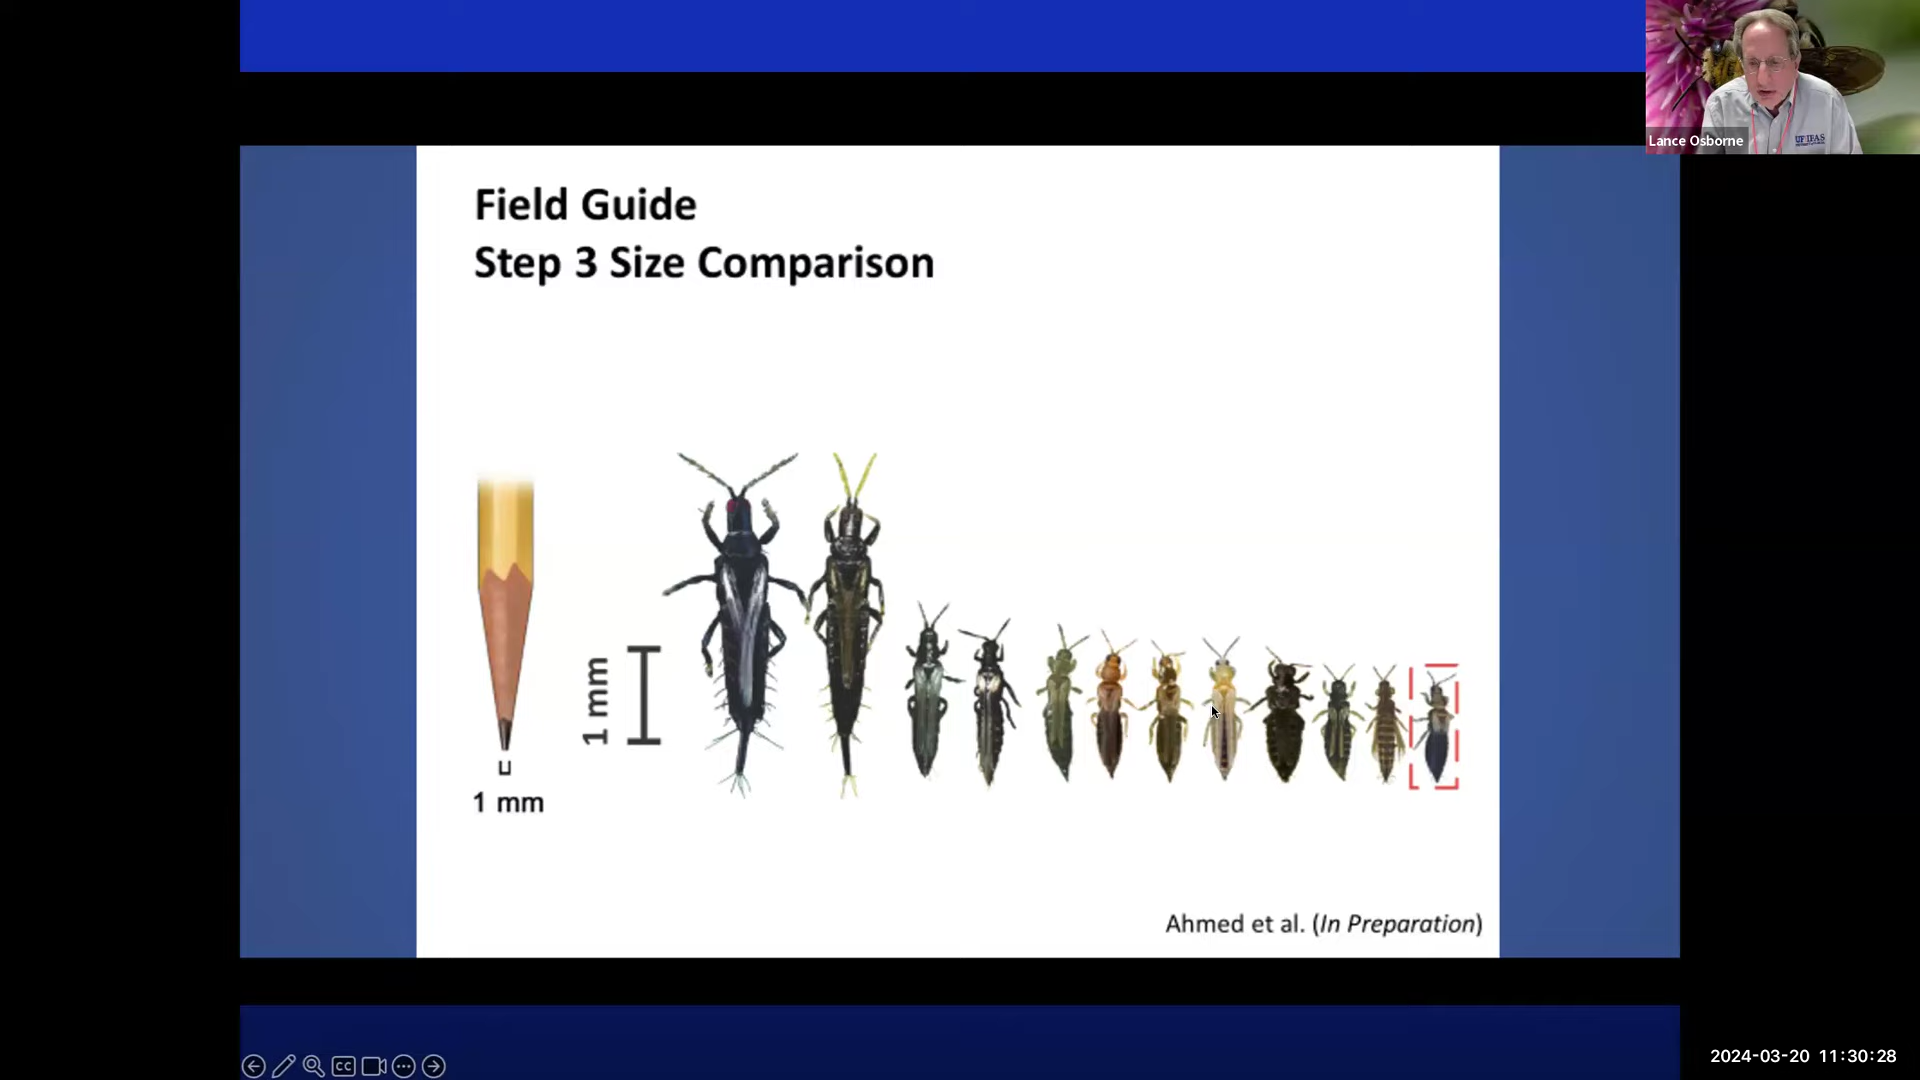 Lance Osborne
UF|IFAS
Field Guide
Step 3 Size Comparison
1 mm
1 mm
Ahmed et al. (In Preparation)
CC
2024-03-20 11:30:28